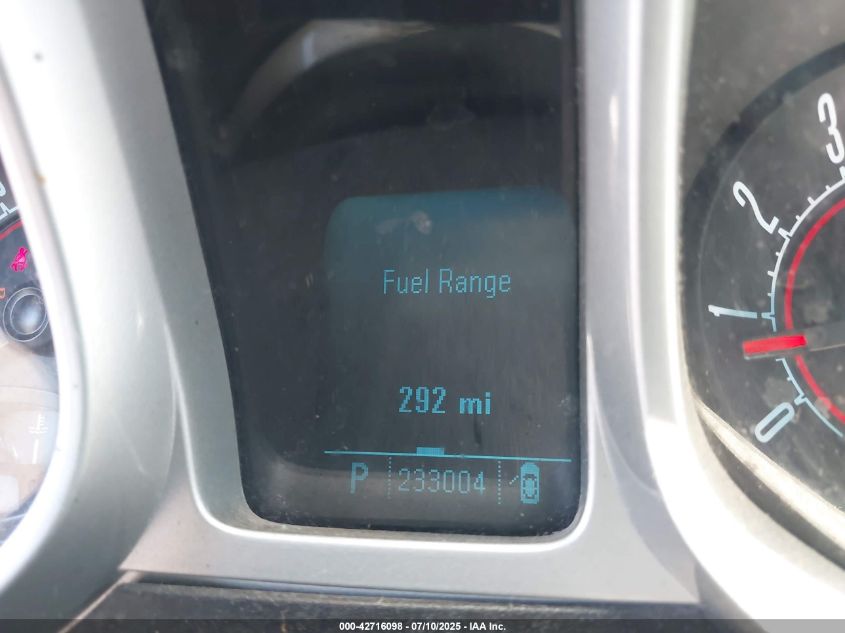 Fuel Range
292 mi
P 233004
3
2
1
0
000-42716098 - 07/10/2025 - IAA Inc.